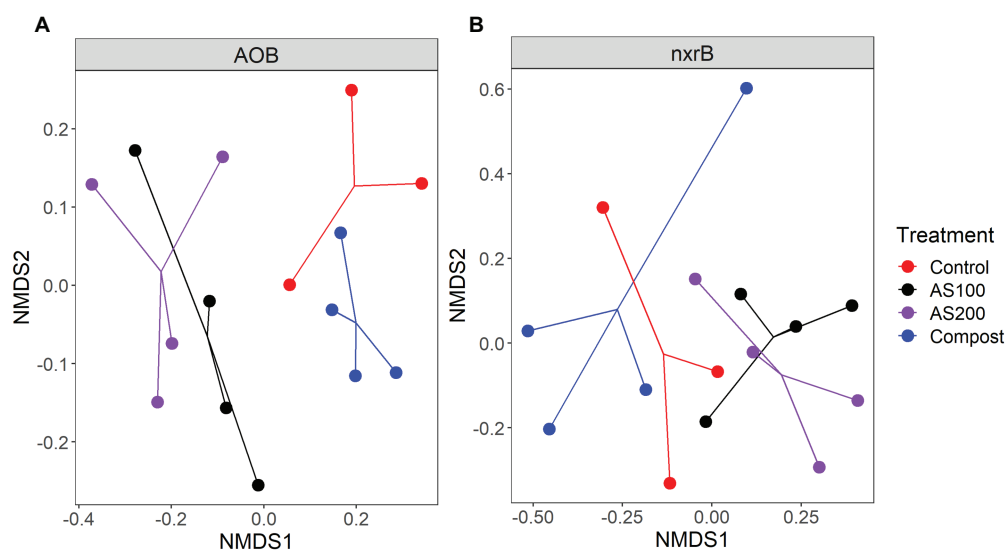 A
AOB
NMDS2
0.2
0.1
0.0
-0.1
-0.2
-0.4
-0.2
0.0
0.2
NMDS1
B
nxrB
0.6
0.4
0.2
0.0
-0.2
-0.50
-0.25
0.00
0.25
NMDS1
NMDS2
Treatment
Control
AS100
AS200
Compost